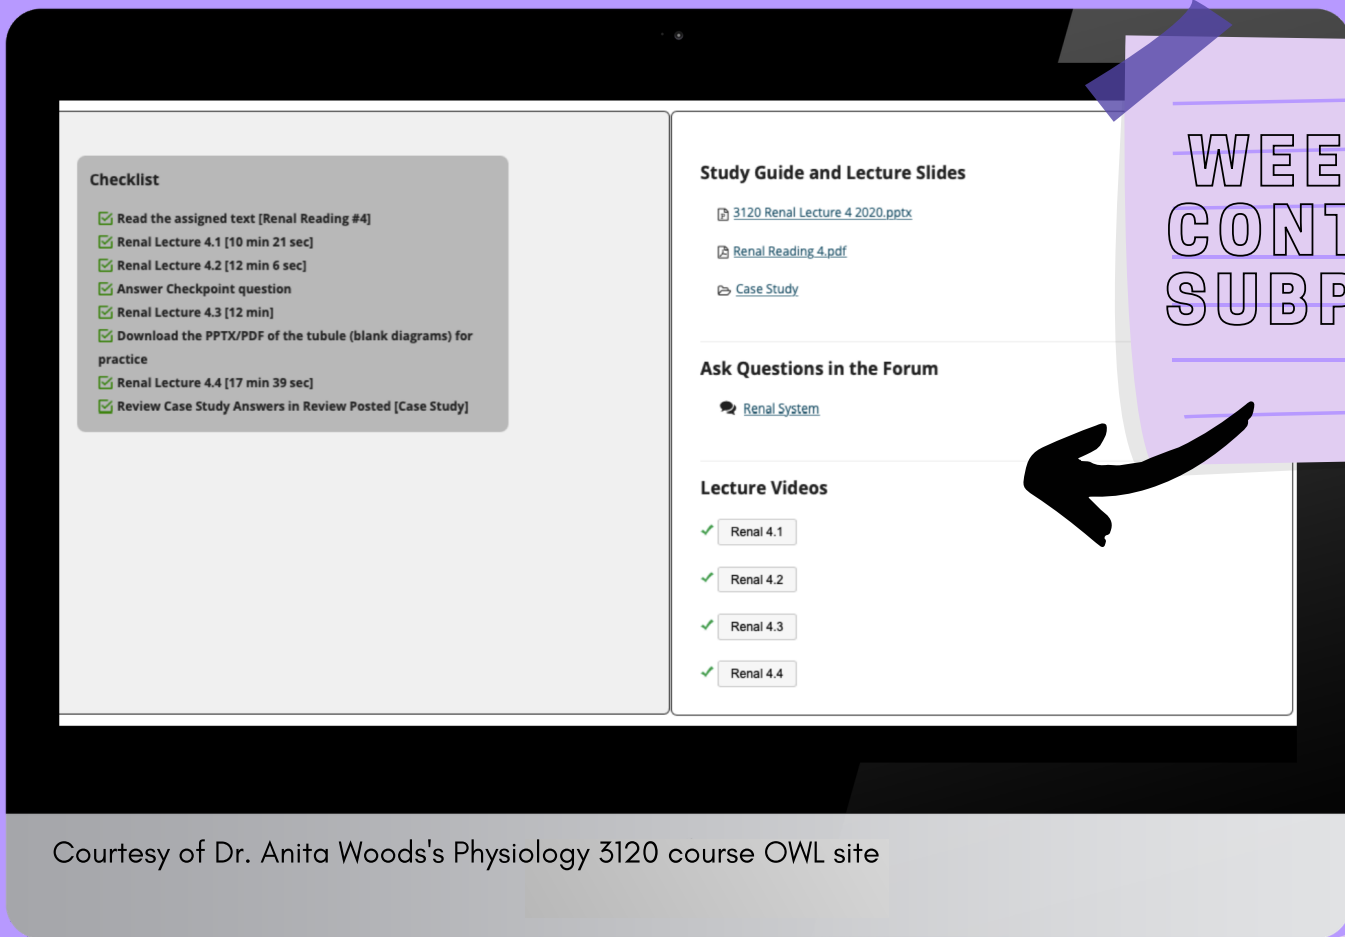 Checklist
Read the assigned text [Renal Reading #4]
Renal Lecture 4.1 [10 min 21 sec]
Renal Lecture 4.2 [12 min 6 sec]
Answer Checkpoint question
Renal Lecture 4.3 [12 min]
Download the PPTX/PDF of the tubule (blank diagrams) for
practice
Renal Lecture 4.4 [17 min 39 sec]
Review Case Study Answers in Review Posted [Case Study]
Study Guide and Lecture Slides
3120 Renal Lecture 4 2020.pptx
Renal Reading 4.pdf
Case Study
Ask Questions in the Forum
Renal System
Lecture Videos
Renal 4.1
Renal 4.2
Renal 4.3
Renal 4.4
WEE
CONT
SUBP
Courtesy of Dr. Anita Woods's Physiology 3120 course OWL site